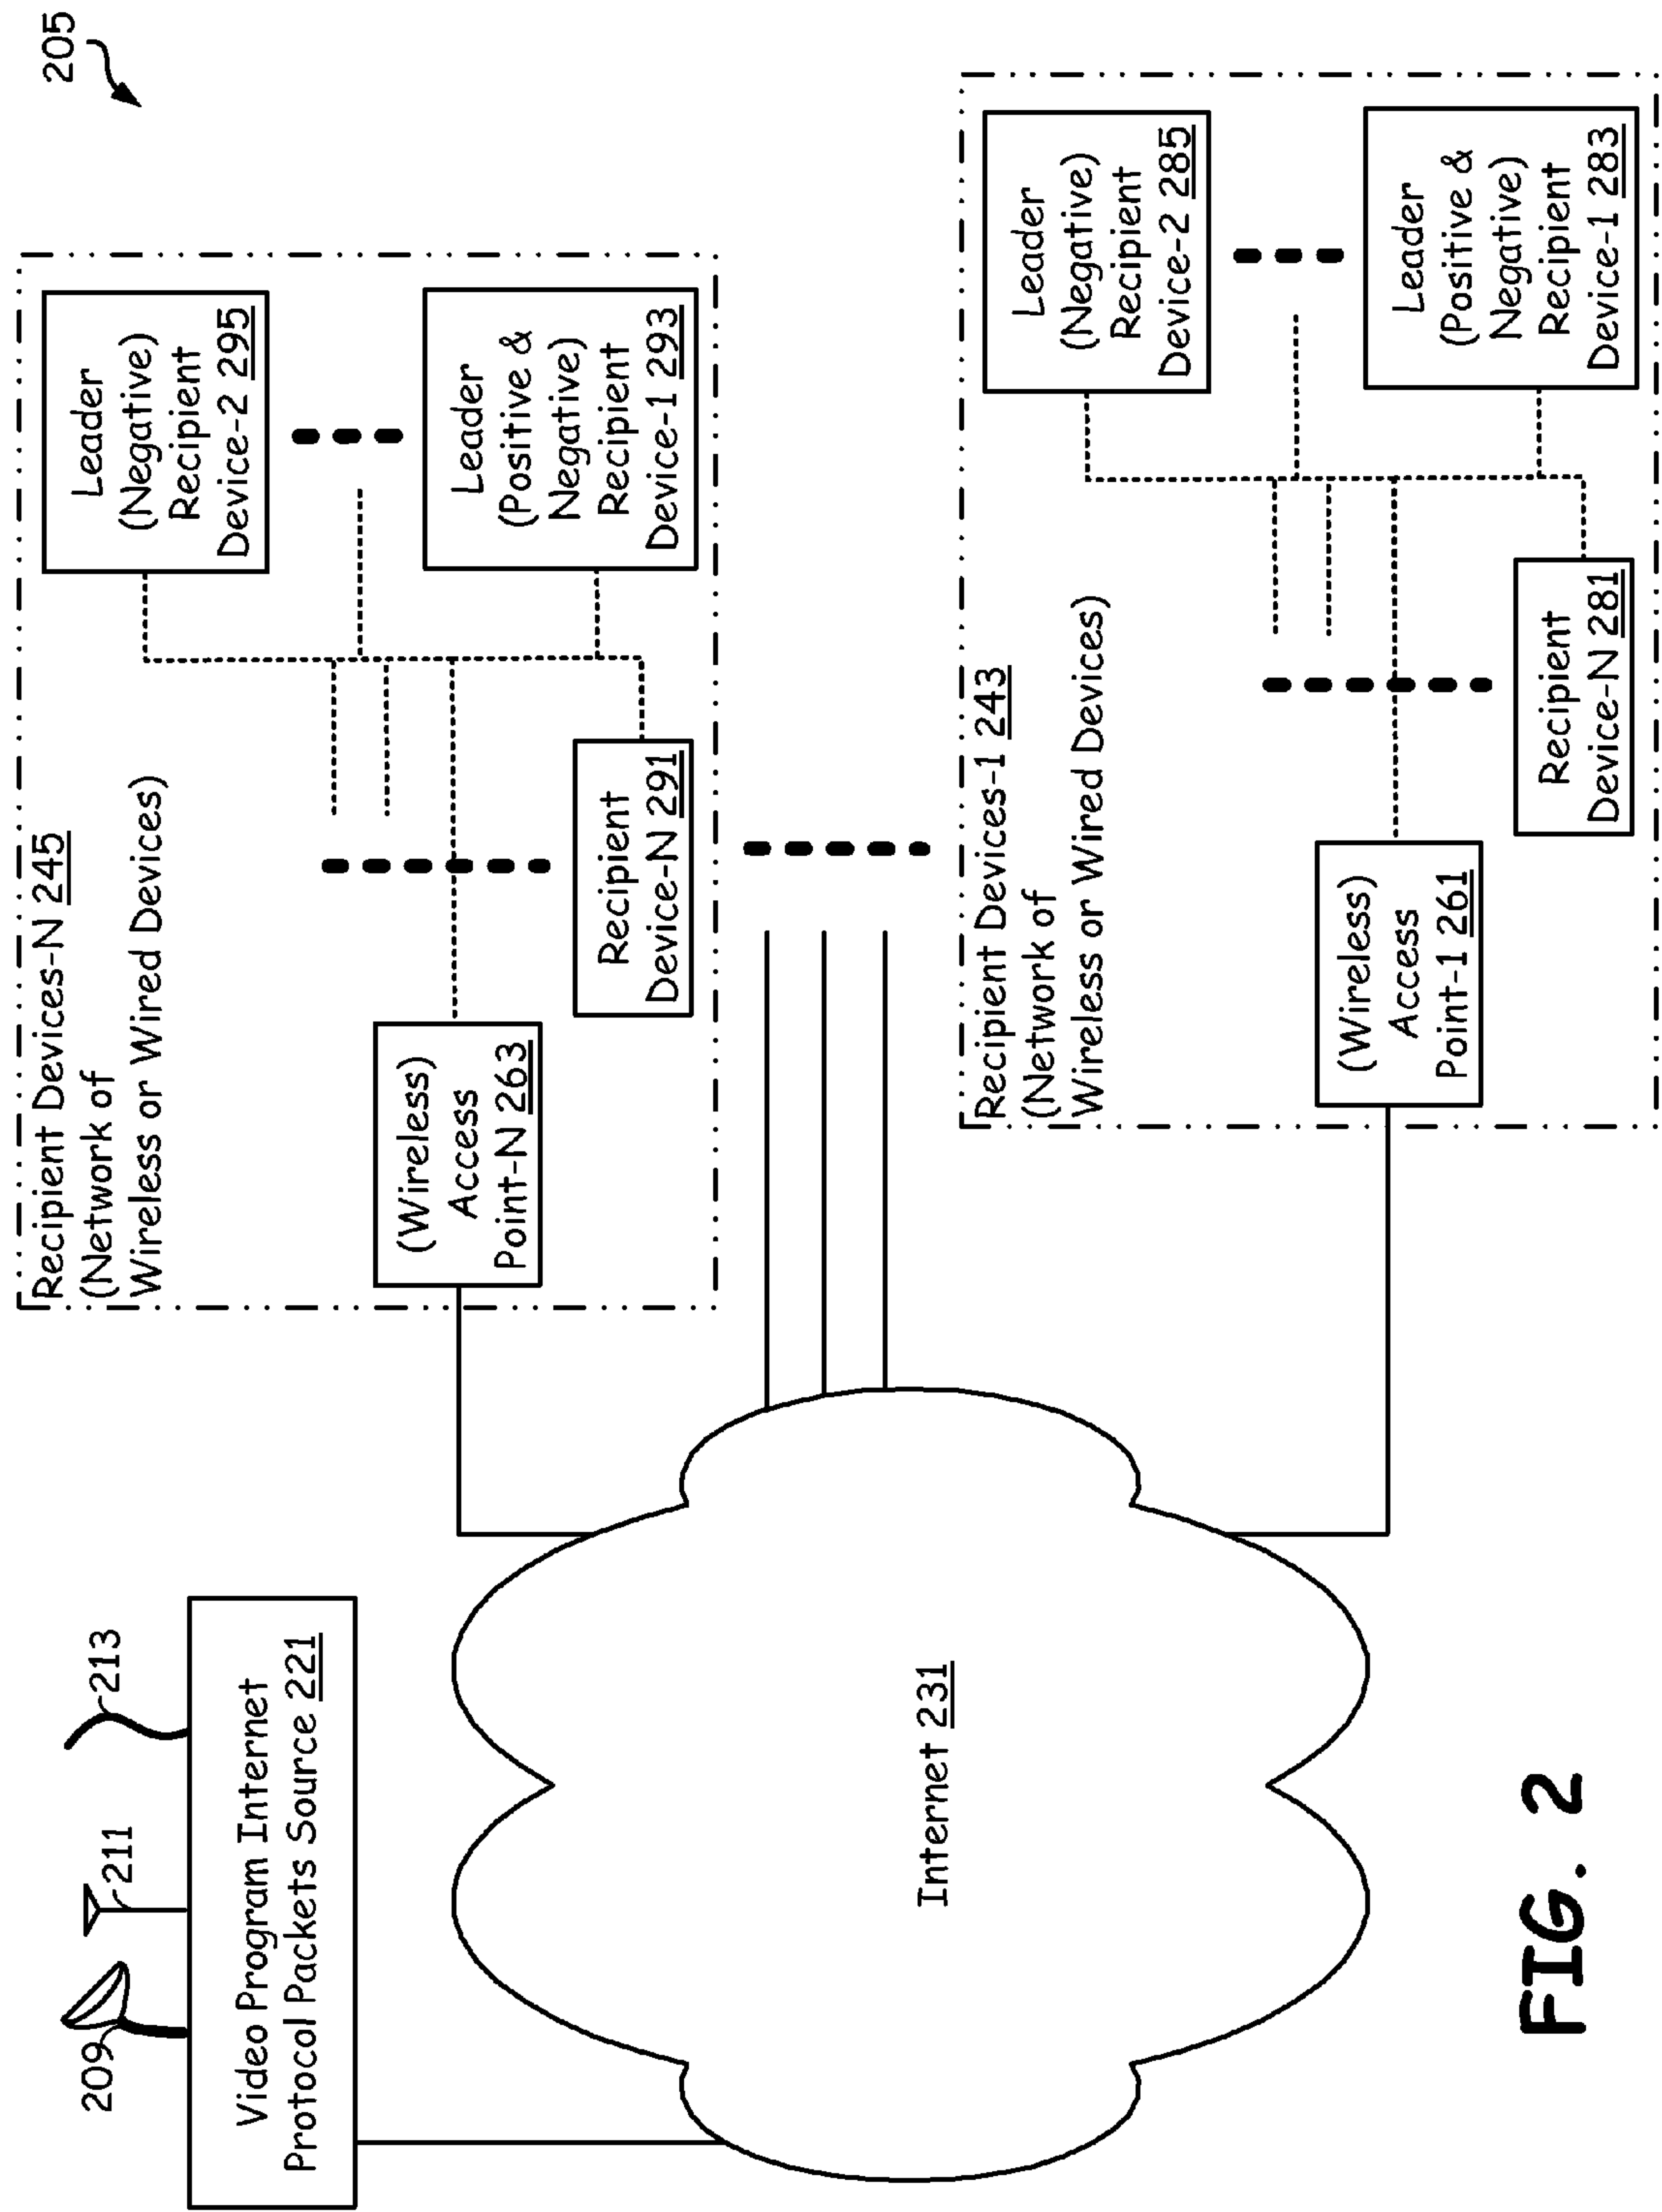 205
209
211
213
Video Program Internet
Protocol Packets Source 221
Internet 231
Recipient Devices-N 245
(Network of
Wireless or Wired Devices)
(Wireless)
Access
Point-N 263
Recipient
Device-N 291
Leader
(Negative)
Recipient
Device-2 295
Leader
(Positive &
Negative)
Recipient
Device-1 293
Recipient Devices-1 243
(Network of
Wireless or Wired Devices)
(Wireless)
Access
Point-1 261
Recipient
Device-N 281
Leader
(Negative)
Recipient
Device-2 285
Leader
(Positive &
Negative)
Recipient
Device-1 283
FIG. 2